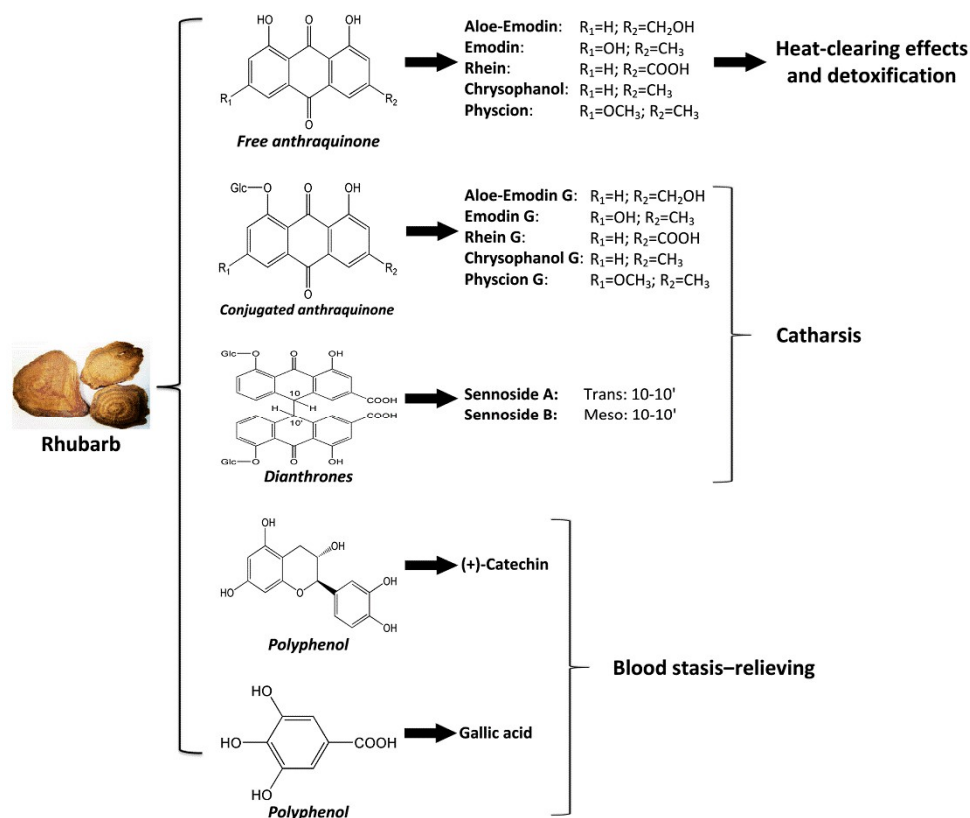 HO O OH
R₁ R₂
O
Free anthraquinone
Aloe-Emodin: R₁=H; R₂=CH₂OH
Emodin: R₁=OH; R₂=CH₃
Rhein: R₁=H; R₂=COOH
Chrysophanol: R₁=H; R₂=CH₃
Physcion: R₁=OCH₃; R₂=CH₃
Heat-clearing effects
and detoxification
Glc O O OH
R₁ R₂
O
Conjugated anthraquinone
Aloe-Emodin G: R₁=H; R₂=CH₂OH
Emodin G: R₁=OH; R₂=CH₃
Rhein G: R₁=H; R₂=COOH
Chrysophanol G: R₁=H; R₂=CH₃
Physcion G: R₁=OCH₃; R₂=CH₃
Catharsis
Rhubarb
Glc O O OH
10 COOH
H H COOH
10'
Glc O O OH
Dianthrones
Sennoside A: Trans: 10-10'
Sennoside B: Meso: 10-10'
OH
OH
HO O OH
OH
Polyphenol
(+)-Catechin
Blood stasis–relieving
HO
HO COOH
HO
Polyphenol
Gallic acid